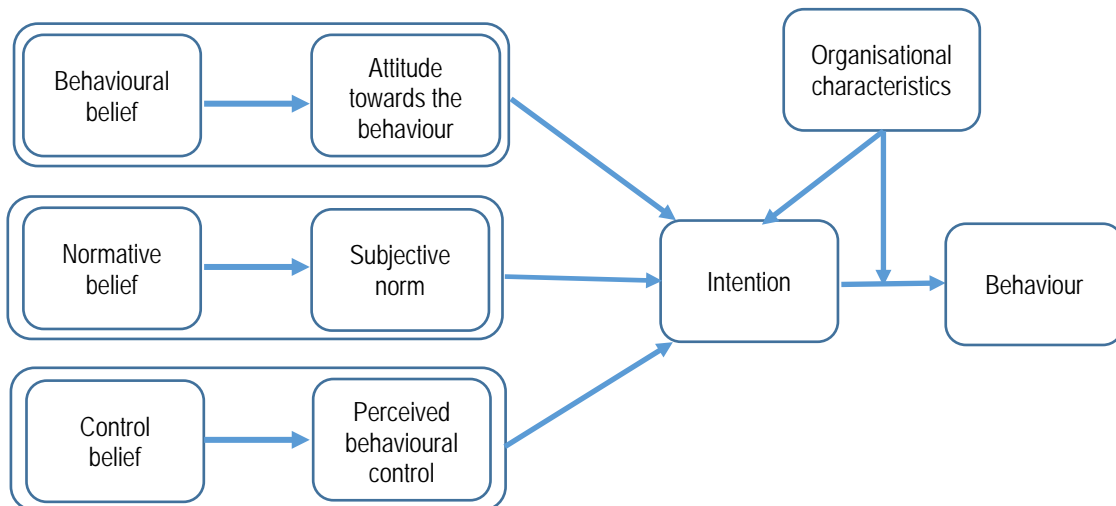 Behavioural
belief
Attitude
towards the
behaviour
Organisational
characteristics
Normative
belief
Subjective
norm
Intention
Behaviour
Control
belief
Perceived
behavioural
control